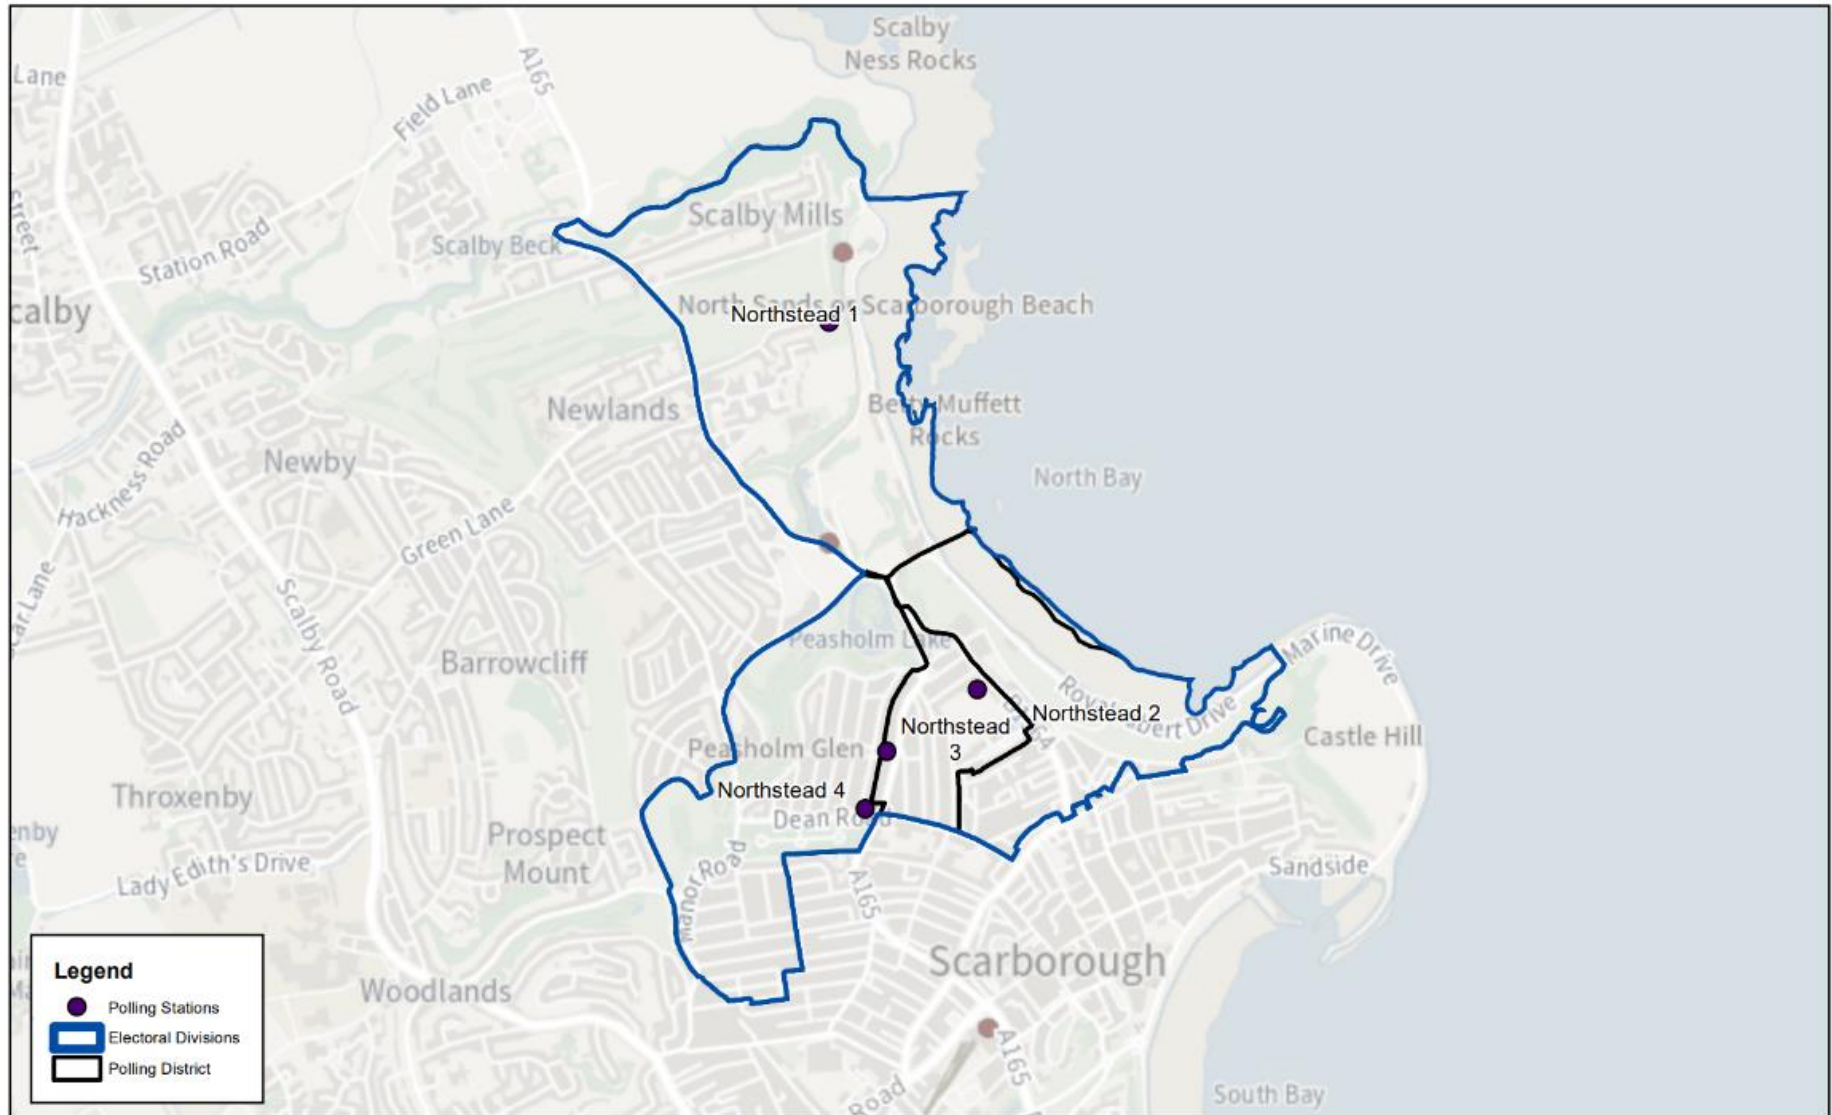 Scalby
Ness Rocks
Lane
A165
Field Lane
Scalby Mills
Station Road
Scalby Beck
calby
North Sands or Scarborough Beach
Northstead 1
Newlands
Betty Muffett
Rocks
Newby
Hackness Road
North Bay
Green Lane
Scalby Road
Peasholm Lake
Marine Drive
Barrowcliff
Royal Albert Drive
Northstead 2
Northstead
3
Castle Hill
Peasholm Glen
Northstead 4
Throxenby
Dean Road
Prospect
Mount
Lady Edith's Drive
Manor Road
A165
Sandside
Scarborough
Woodlands
A165
Road
South Bay
Legend
Polling Stations
Electoral Divisions
Polling District